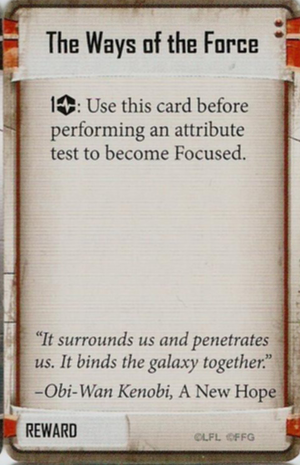 The Ways of the Force
1: Use this card before
performing an attribute
test to become Focused.
“It surrounds us and penetrates
us. It binds the galaxy together.”
–Obi-Wan Kenobi, A New Hope
REWARD
©LFL ©FFG